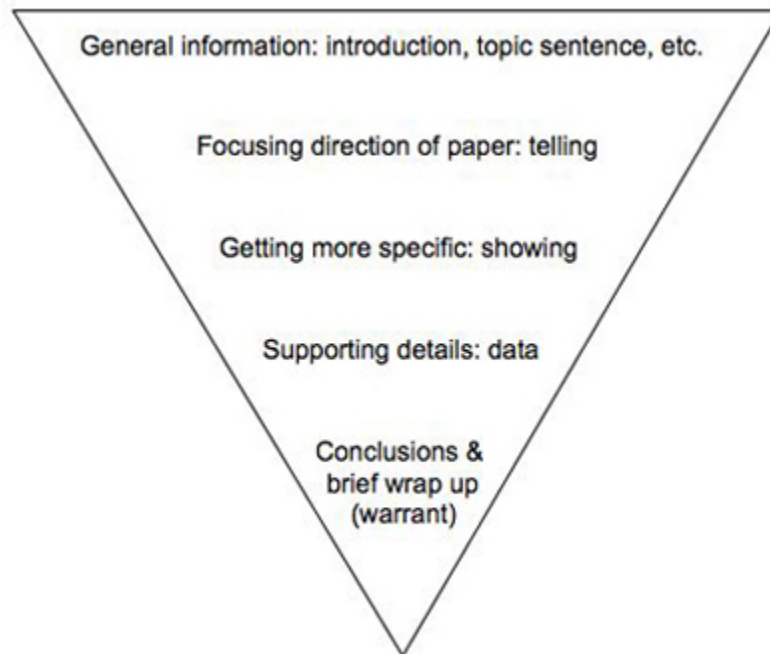 General information: introduction, topic sentence, etc.
Focusing direction of paper: telling
Getting more specific: showing
Supporting details: data
Conclusions &
brief wrap up
(warrant)